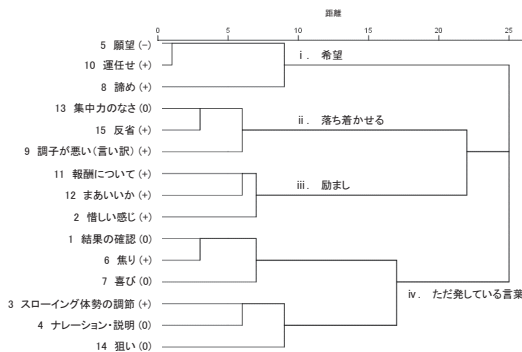 距離
0 5 10 15 20 25
5 願望 (−)
10 運任せ (+)
i . 希望
8 諦め (+)
13 集中力のなさ (0)
ii . 落ち着かせる
15 反省 (+)
9 調子が悪い(言い訳) (+)
11 報酬について (+)
12 まあいいか (+)
iii . 励まし
2 惜しい感じ (+)
1 結果の確認 (0)
6 焦り (+)
7 喜び (0)
iv . ただ発している言葉
3 スローイング体勢の調節 (+)
4 ナレーション・説明 (0)
14 狙い (0)